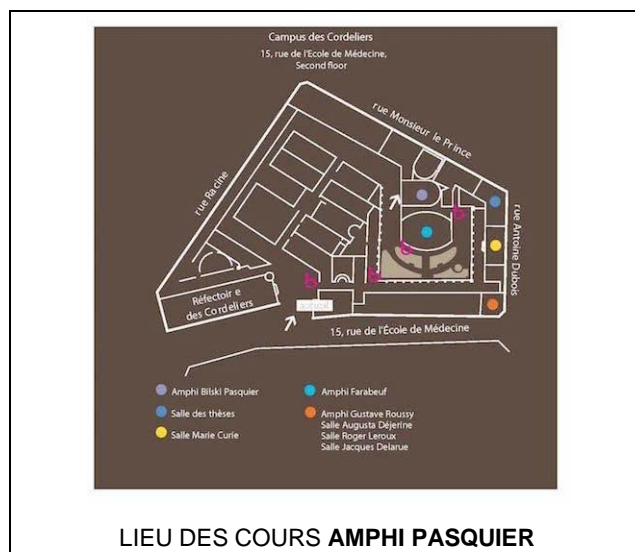 Campus des Cordeliers
15, rue de l'Ecole de Médecine,
Second floor
rue Monsieur le Prince
rue Racine
rue Antoine Dubois
Réfectoire
des Cordeliers
15, rue de l'École de Médecine
Amphi Bilski Pasquier
Salle des thèses
Salle Marie Curie
Amphi Farabeuf
Amphi Gustave Roussy
Salle Augusta Déjerine
Salle Roger Leroux
Salle Jacques Delarue
LIEU DES COURS AMPHI PASQUIER